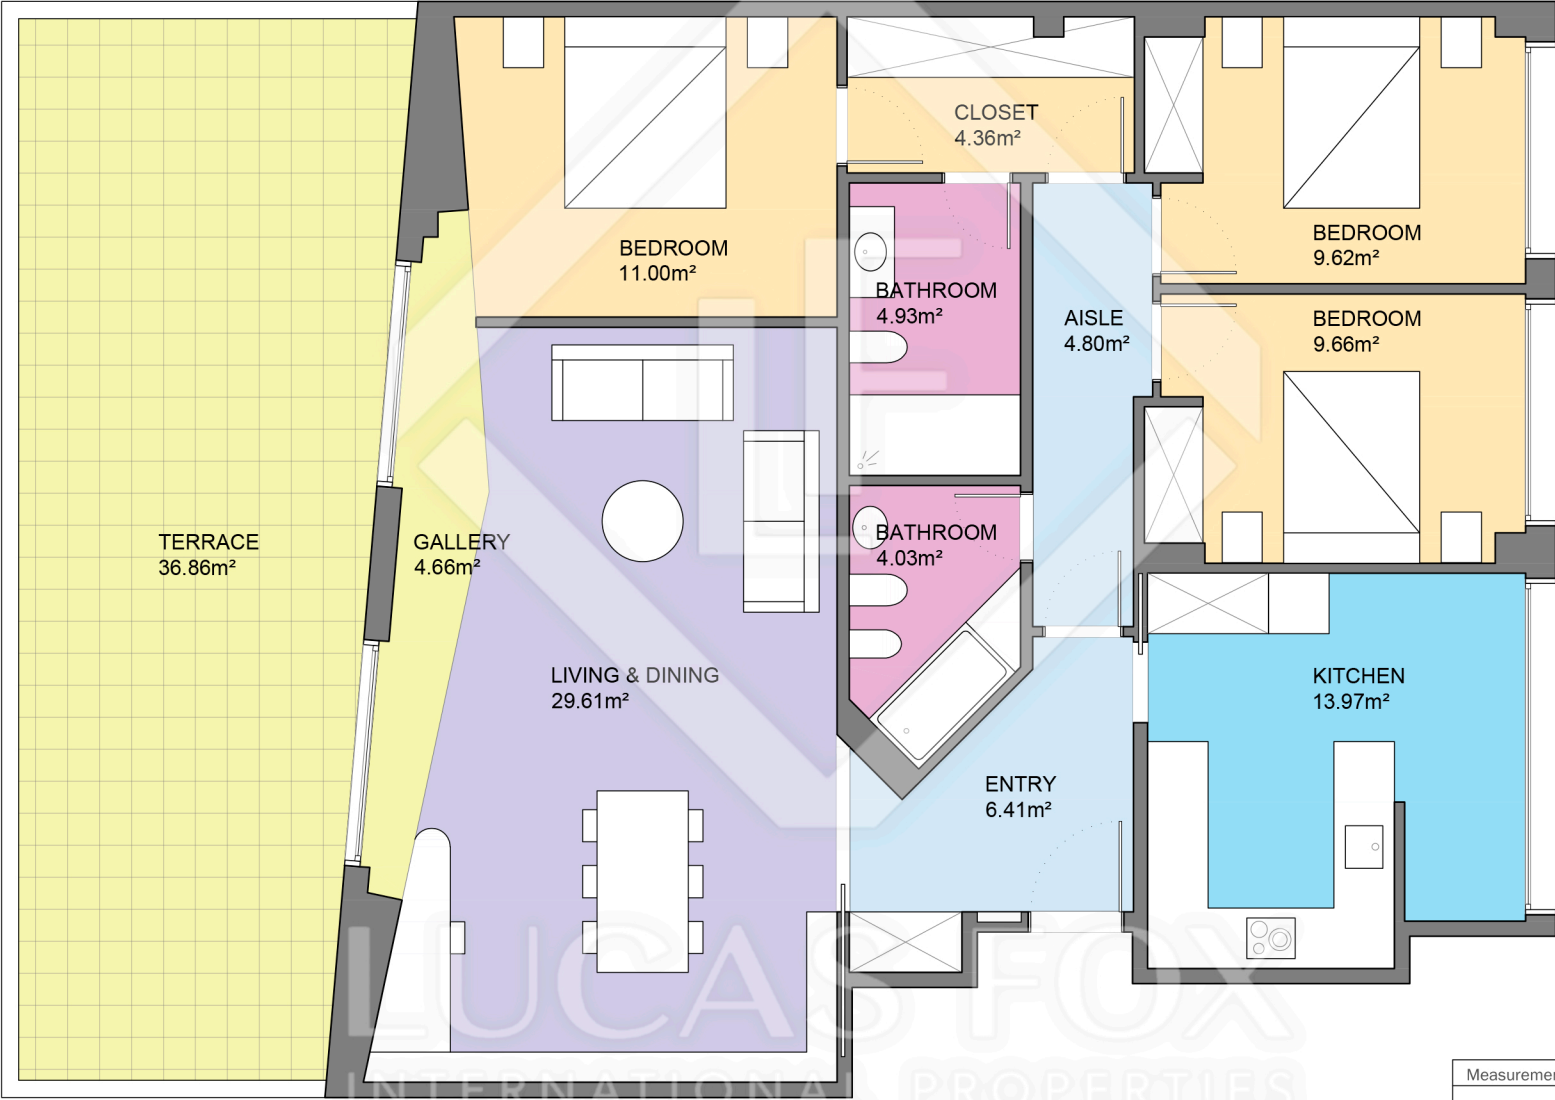 CLOSET
4.36m²
BEDROOM
11.00m²
BEDROOM
9.62m²
BATHROOM
4.93m²
AISLE
4.80m²
BEDROOM
9.66m²
TERRACE
36.86m²
GALLERY
4.66m²
BATHROOM
4.03m²
LIVING & DINING
29.61m²
KITCHEN
13.97m²
ENTRY
6.41m²
LF
LUCAS FOX
INTERNATIONAL PROPERTIES